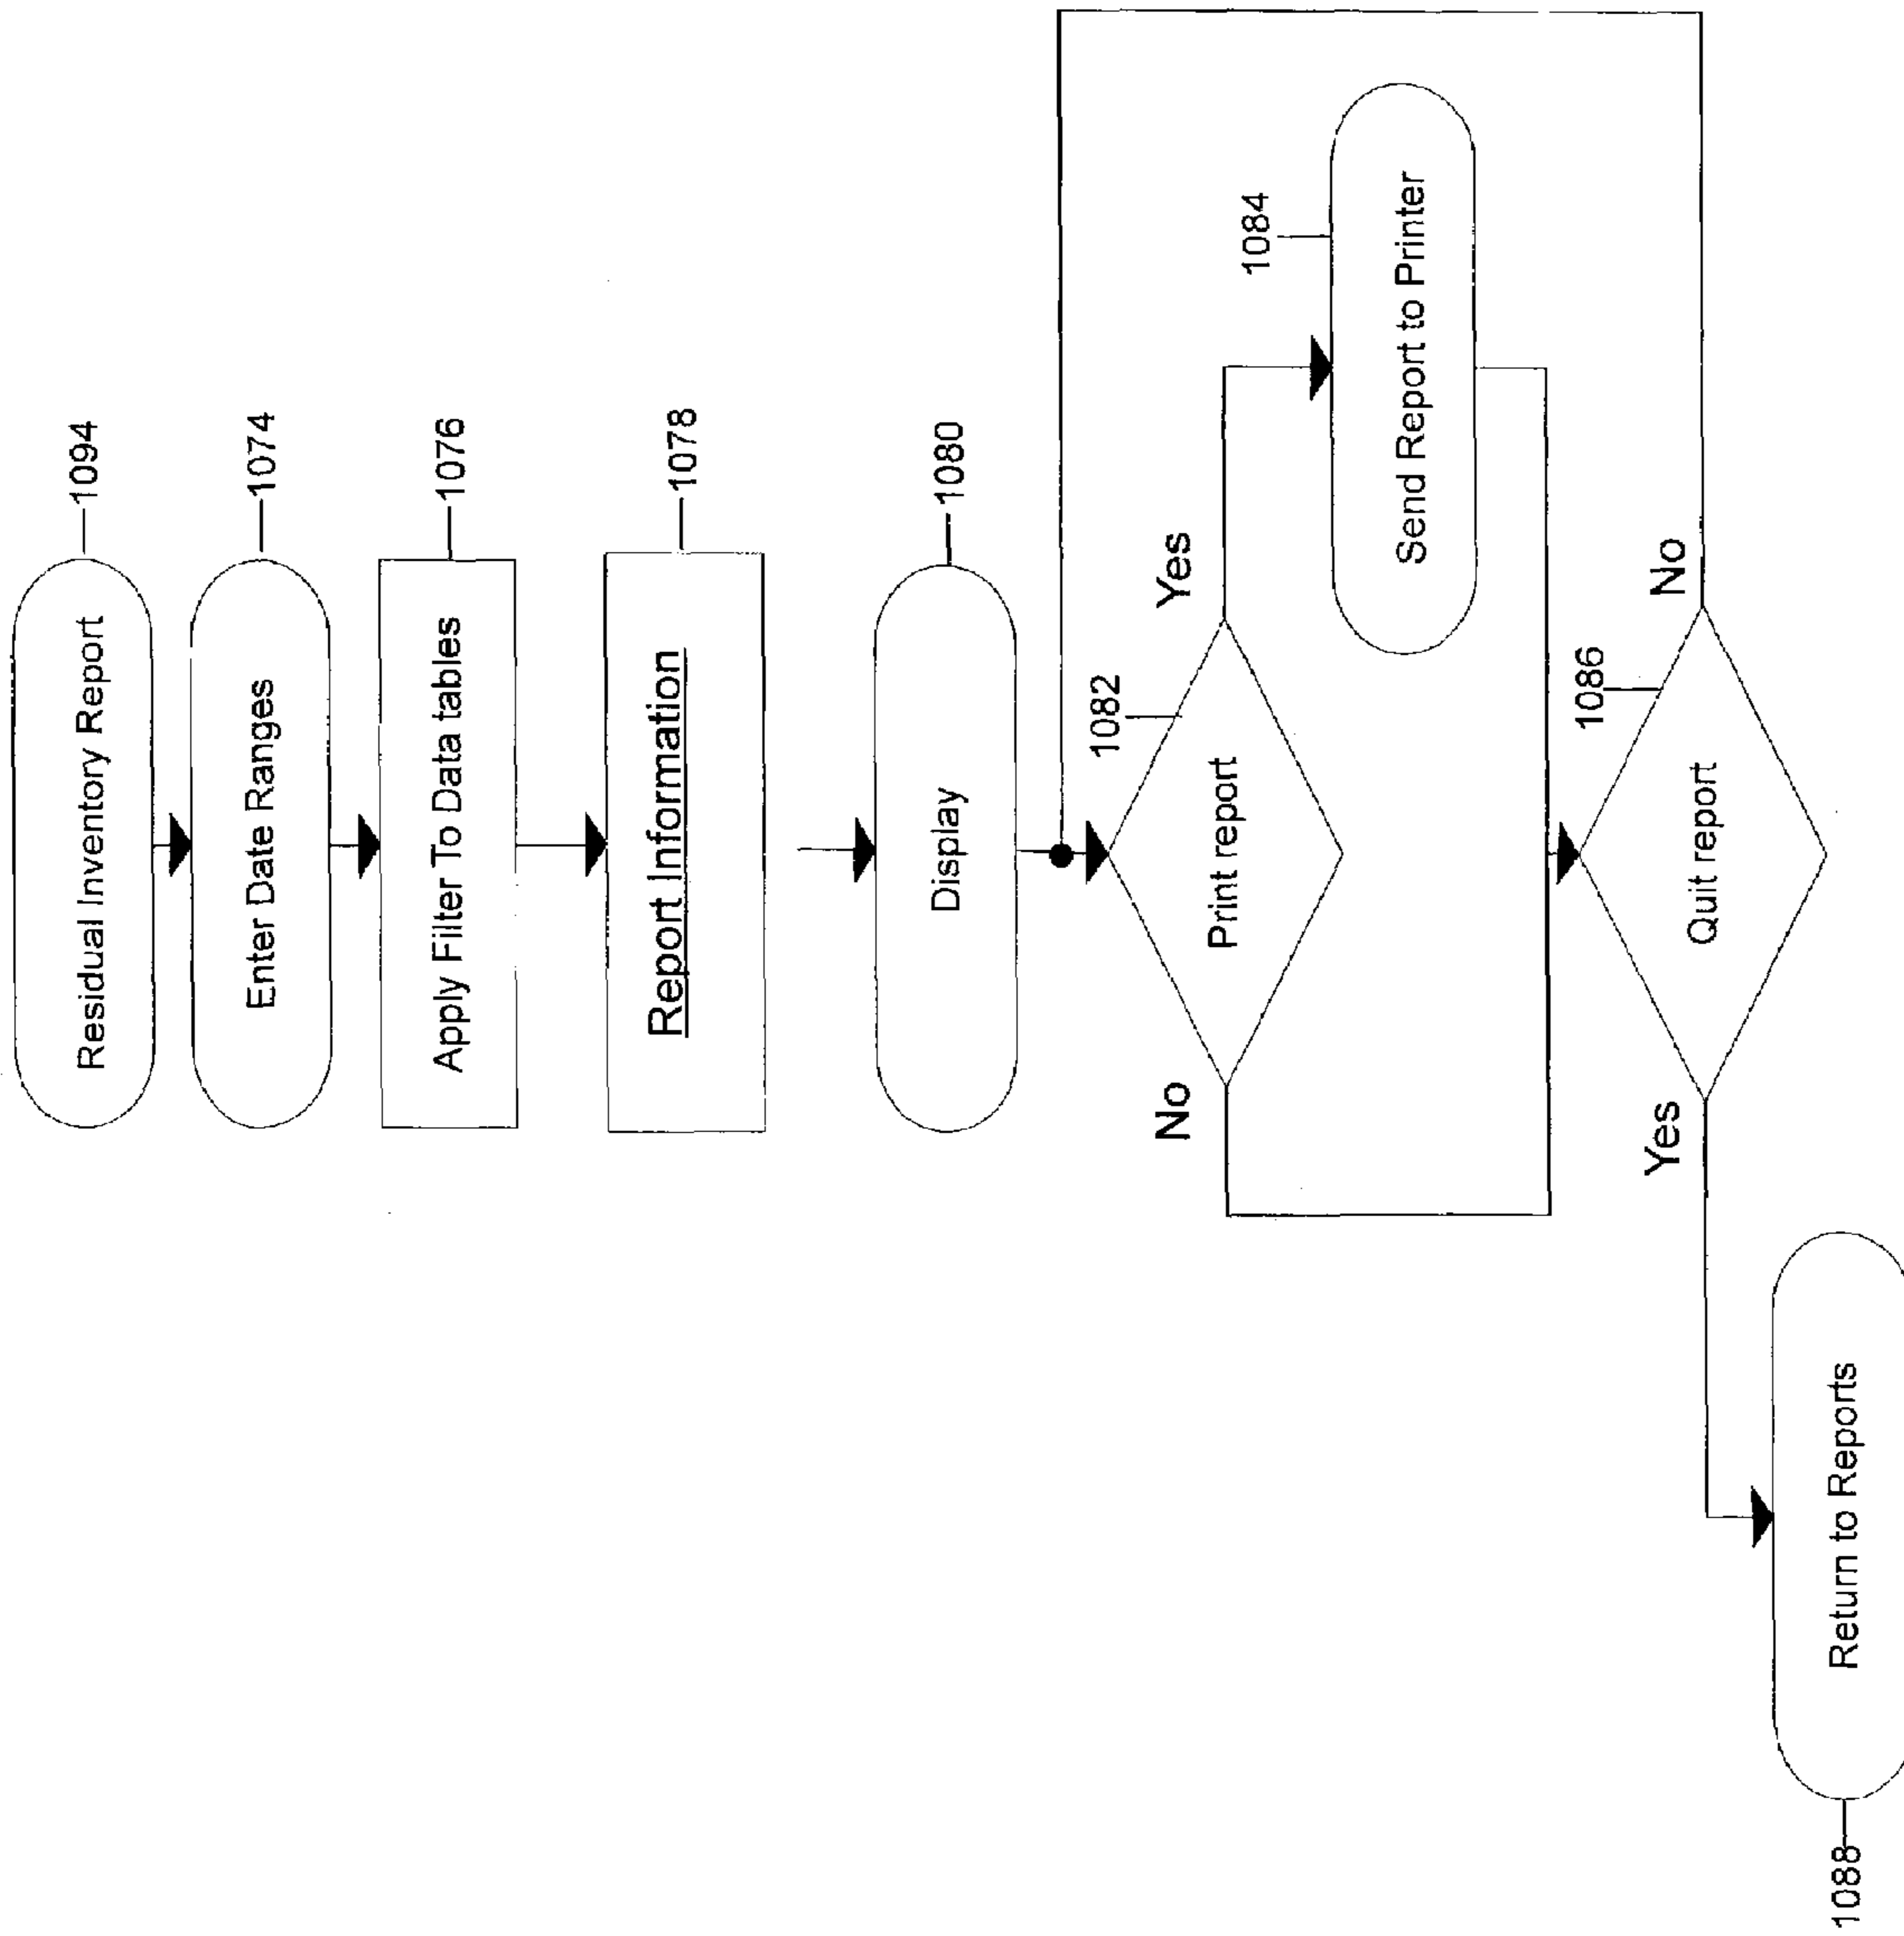 Residual Inventory Report
1094
Enter Date Ranges
1074
Apply Filter To Data tables
1076
Report Information
1078
Display
1080
1082
Print report
No
Yes
1084
Send Report to Printer
1086
Quit report
Yes
No
Return to Reports
1088